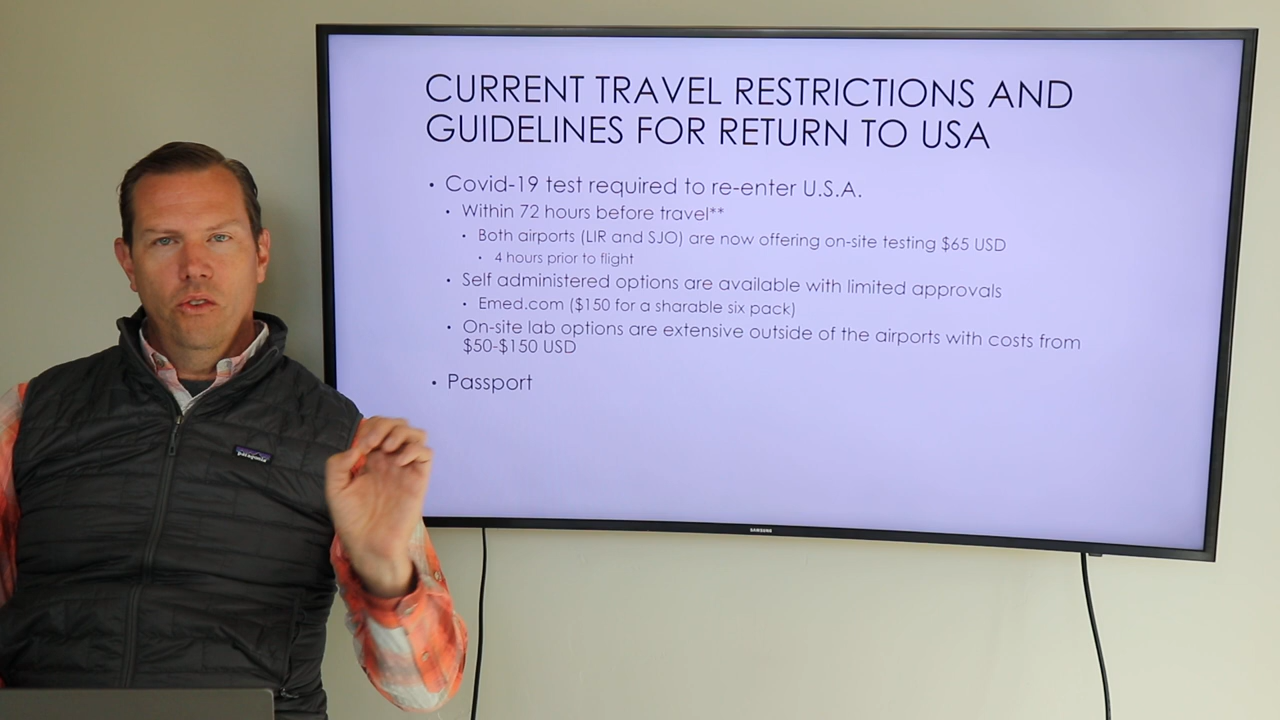 CURRENT TRAVEL RESTRICTIONS AND
GUIDELINES FOR RETURN TO USA
• Covid-19 test required to re-enter U.S.A.
• Within 72 hours before travel**
• Both airports (LIR and SJO) are now offering on-site testing $65 USD
• 4 hours prior to flight
• Self administered options are available with limited approvals
• Emed.com ($150 for a sharable six pack)
• On-site lab options are extensive outside of the airports with costs from
$50-$150 USD
• Passport
SAMSUNG
patagonia